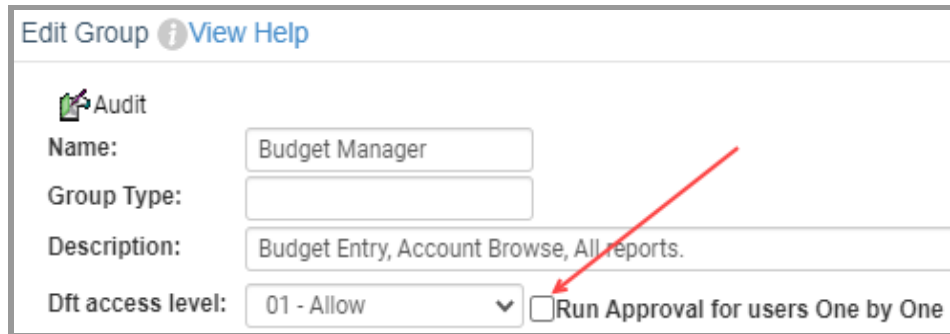 Edit Group View Help
Audit
Name: Budget Manager
Group Type:
Description: Budget Entry, Account Browse, All reports.
Dft access level: 01 - Allow Run Approval for users One by One